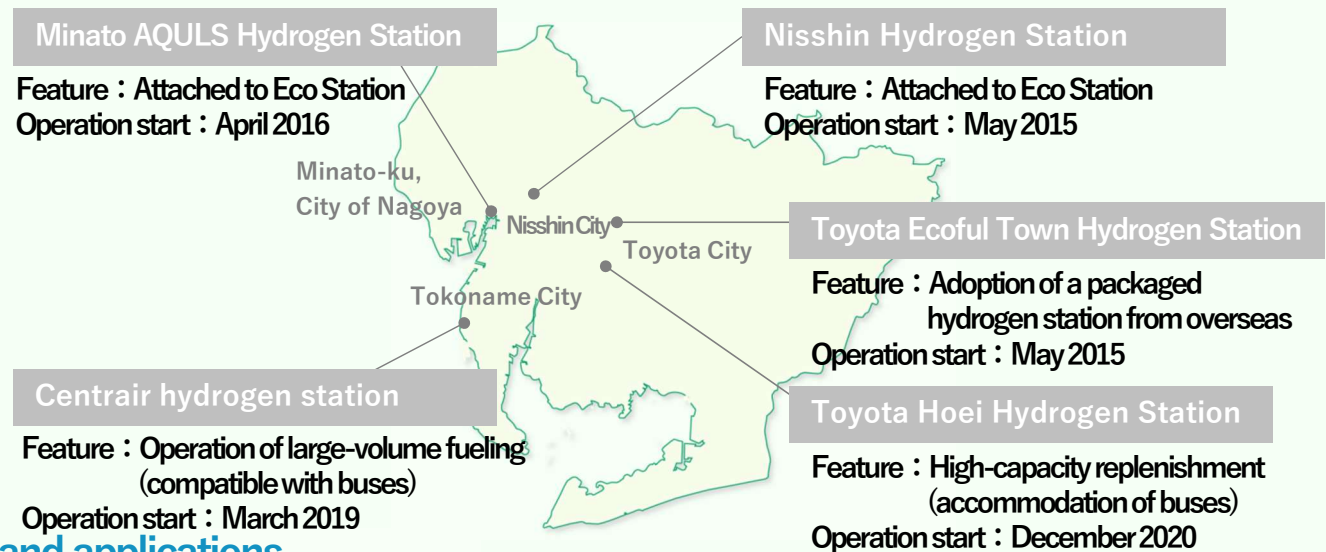 Minato AQULS Hydrogen Station
Feature：Attached to Eco Station
Operation start：April 2016
Nisshin Hydrogen Station
Feature：Attached to Eco Station
Operation start：May 2015
Minato-ku,
City of Nagoya
Nisshin City
Toyota City
Tokoname City
Toyota Ecoful Town Hydrogen Station
Feature：Adoption of a packaged
hydrogen station from overseas
Operation start：May 2015
Centrair hydrogen station
Feature：Operation of large-volume fueling
(compatible with buses)
Operation start：March 2019
Toyota Hoei Hydrogen Station
Feature：High-capacity replenishment
(accommodation of buses)
Operation start：December 2020
and applications